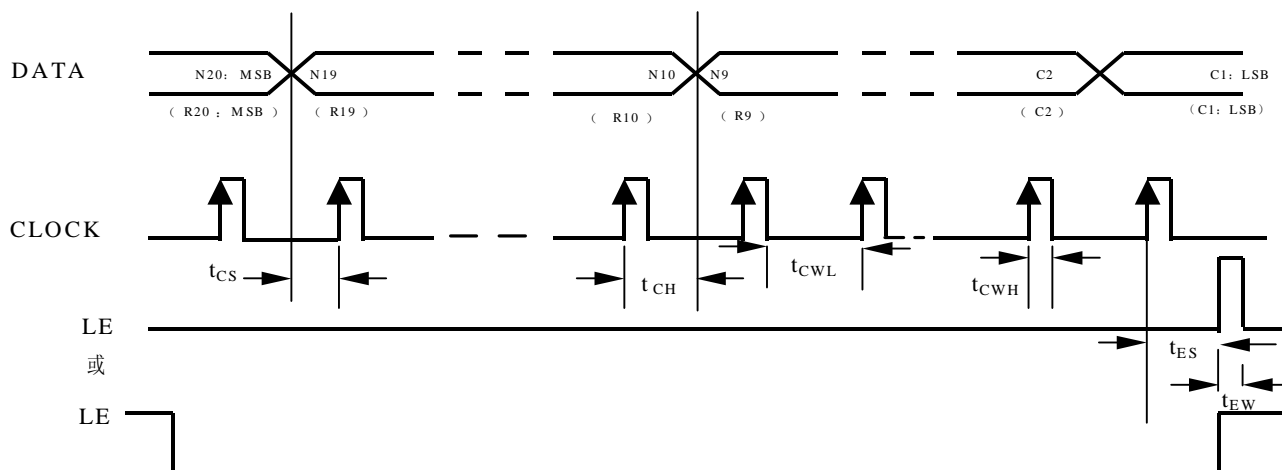 DATA
N20: MSB N19 N10 N9 C2 C1: LSB
( R20 : MSB ) ( R19 ) ( R10 ) ( R9 ) ( C2 ) (C1: LSB)
CLOCK
tCS t CH tCWL tCWH
LE
tES
或
tEW
LE